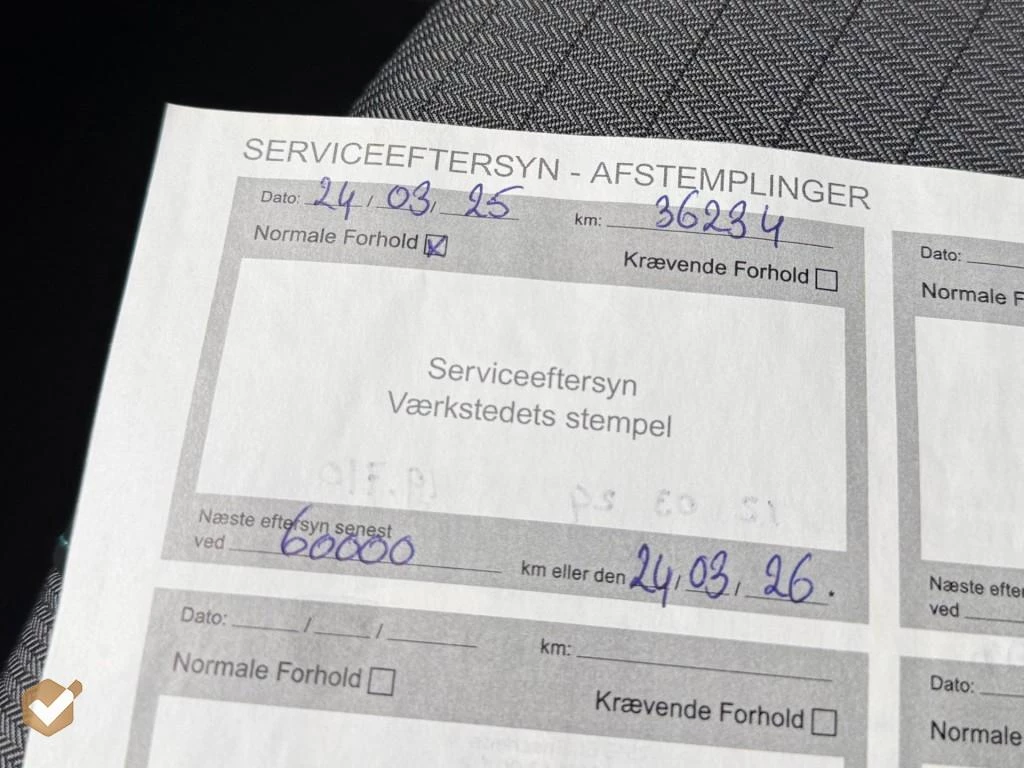 SERVICEEFTERSYN - AFSTEMPLINGER
Dato: 24 / 03, 25 km: 36234
Normale Forhold Krævende Forhold
Serviceeftersyn
Værkstedets stempel
Næste eftersyn senest
ved 60000 km eller den 24, 03, 26.
Dato: / / km:
Normale Forhold Krævende Forhold
Dato:
Normale F
Næste efter
ved
Dato:
Normale